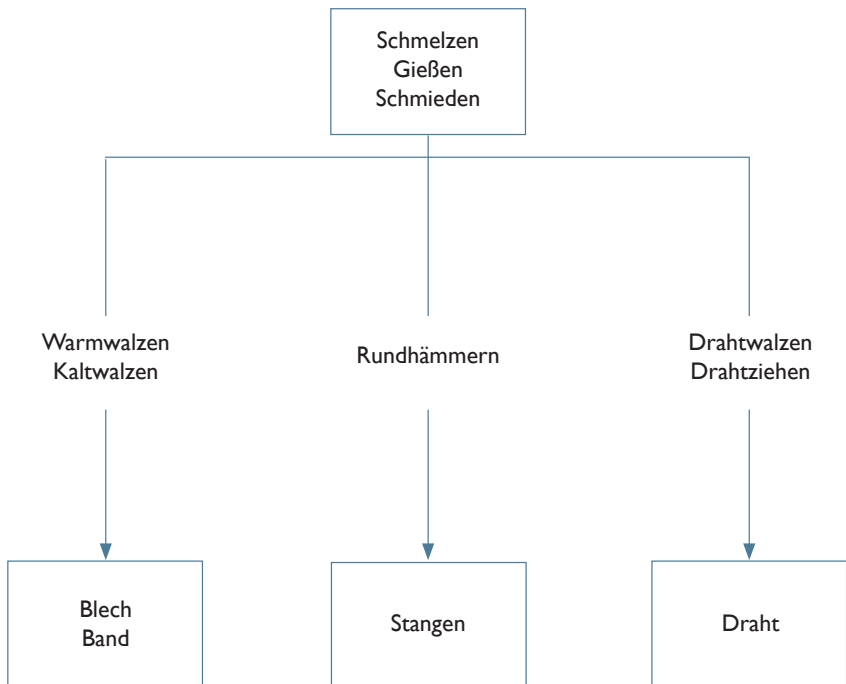 Schmelzen
Gießen
Schmieden
Warmwalzen
Kaltwalzen
Rundhämmern
Drahtwalzen
Drahtziehen
Blech
Band
Stangen
Draht